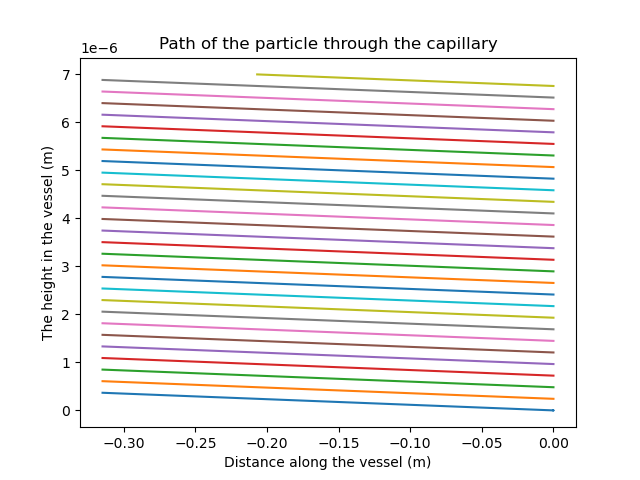 Path of the particle through the capillary
1e−6
7
6
5
4
3
2
1
0
The height in the vessel (m)
−0.30 −0.25 −0.20 −0.15 −0.10 −0.05 0.00
Distance along the vessel (m)